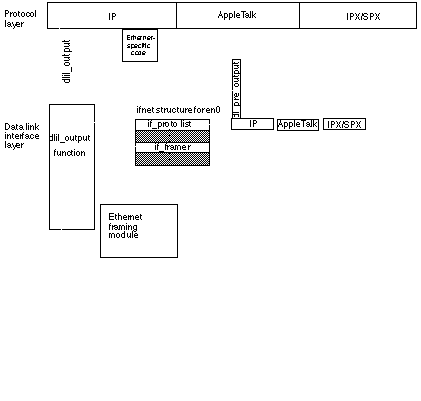 Protocol
layer
IP
AppleTalk
IPX/SPX
Ethernet-
specific
code
dlil_output
dl_pre_output
ifnet structure for en0
if_proto list
if_framer
IP
AppleTalk
IPX/SPX
Data link
interface
layer
dlil_output
function
Ethernet
framing
module